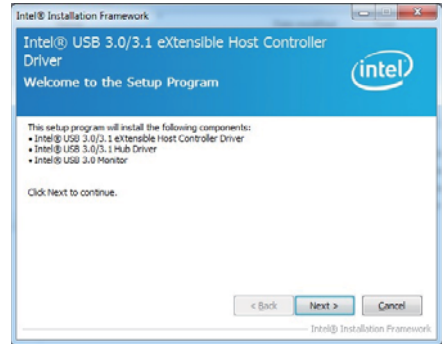 Intel® Installation Framework
Intel® USB 3.0/3.1 eXtensible Host Controller
Driver
Welcome to the Setup Program
intel
This setup program will install the following components:
• Intel® USB 3.0/3.1 eXtensible Host Controller Driver
• Intel® USB 3.0/3.1 Hub Driver
• Intel® USB 3.0 Monitor
Click Next to continue.
< Back
Next >
Cancel
Intel® Installation Framework